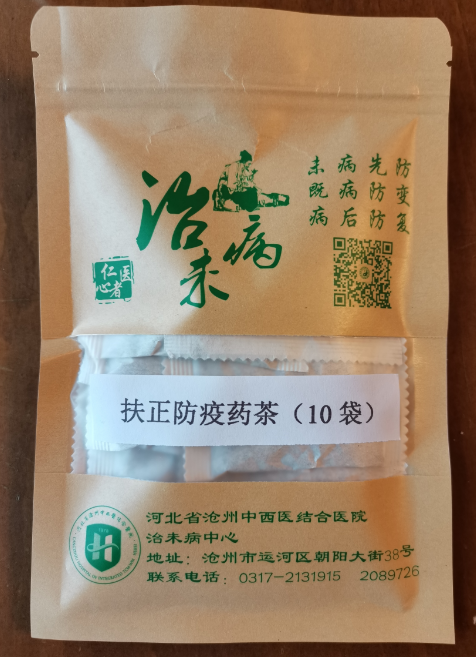 治未病
未病先防
既病防变
病后防复
医者仁心
扶正防疫药茶（10袋）
河北省沧州中西医结合医院
治未病中心
地址：沧州市运河区朝阳大街38号
联系电话：0317-2131915 2089726